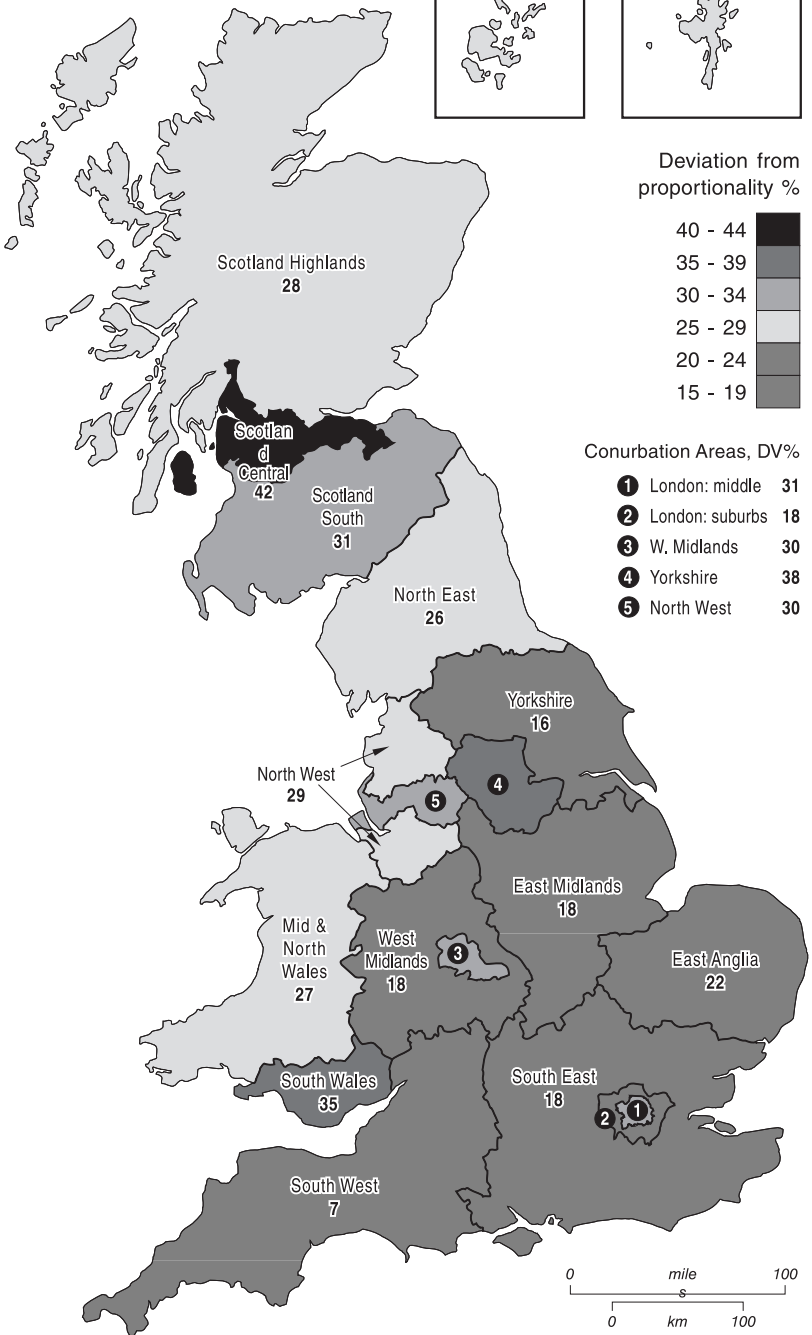 Deviation from
proportionality %
40 - 44
35 - 39
30 - 34
25 - 29
20 - 24
15 - 19
Conurbation Areas, DV%
1 London: middle 31
2 London: suburbs 18
3 W. Midlands 30
4 Yorkshire 38
5 North West 30
Scotland Highlands
28
Scotlan
d
Central
42
Scotland
South
31
North East
26
Yorkshire
16
North West
29
5
4
East Midlands
18
Mid &
North
Wales
27
West
Midlands
18
3
East Anglia
22
South Wales
35
South East
18
1
2
South West
7
0 mile 100
s
0 km 100